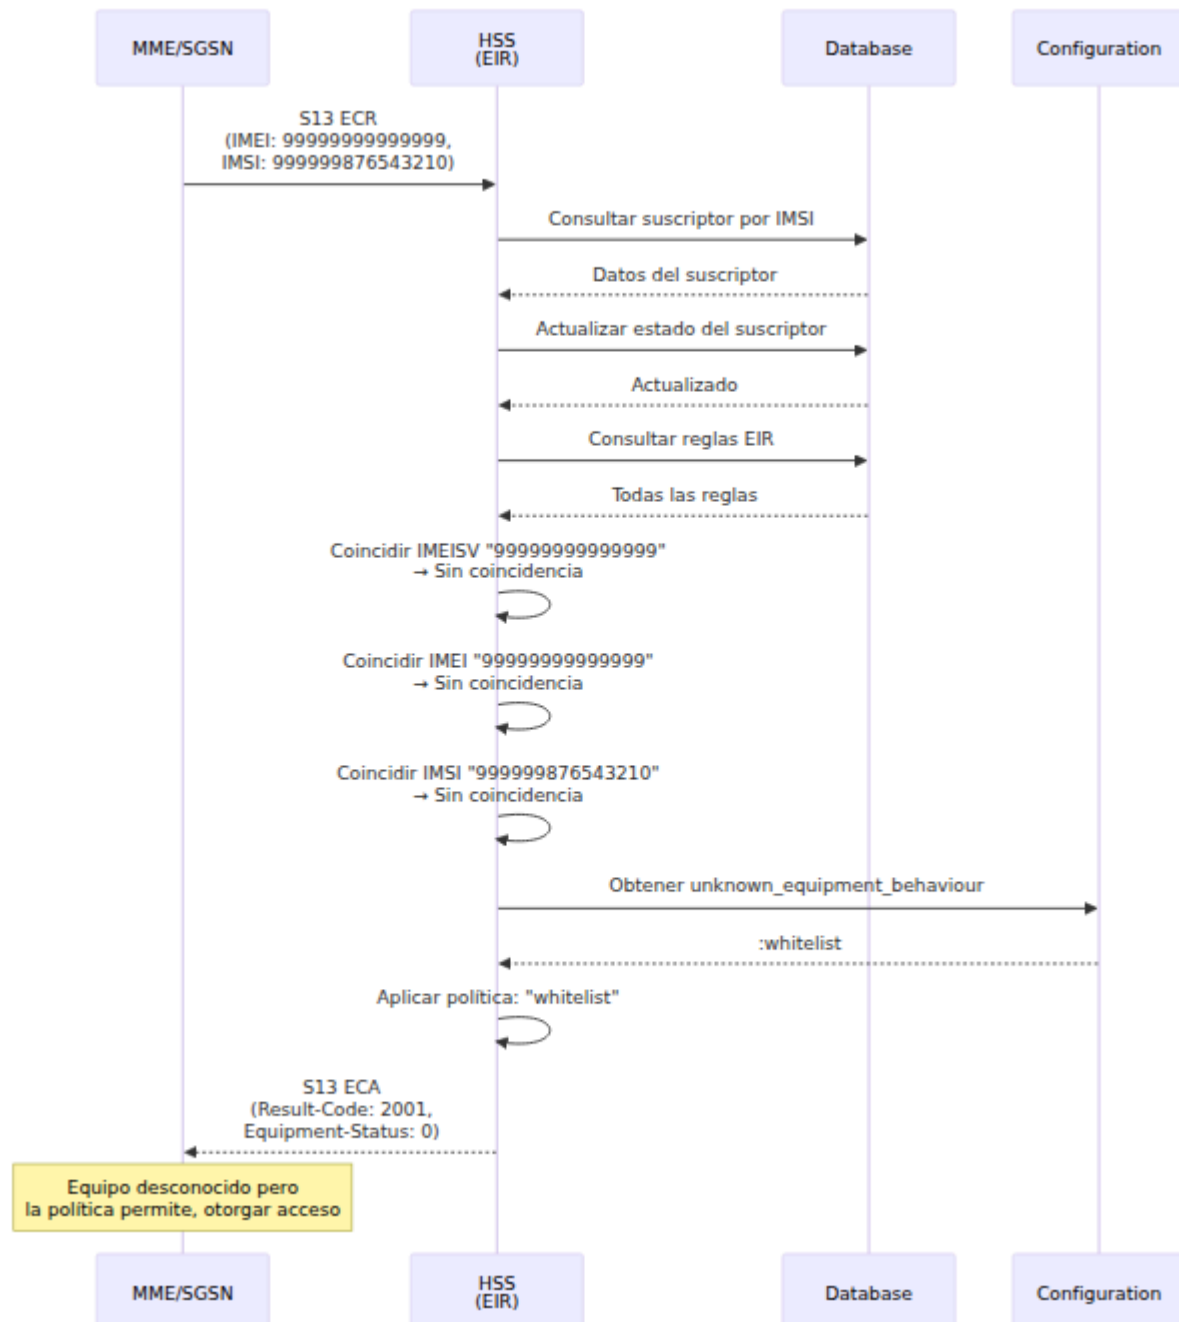 MME/SGSN
HSS
(EIR)
Database
Configuration
S13 ECR
(IMEI: 99999999999999,
IMSI: 999999876543210)
Consultar suscriptor por IMSI
Datos del suscriptor
Actualizar estado del suscriptor
Actualizado
Consultar reglas EIR
Todas las reglas
Coincidir IMEISV "99999999999999"
→ Sin coincidencia
Coincidir IMEI "99999999999999"
→ Sin coincidencia
Coincidir IMSI "999999876543210"
→ Sin coincidencia
Obtener unknown_equipment_behaviour
:whitelist
Aplicar política: "whitelist"
S13 ECA
(Result-Code: 2001,
Equipment-Status: 0)
Equipo desconocido pero
la política permite, otorgar acceso
MME/SGSN
HSS
(EIR)
Database
Configuration